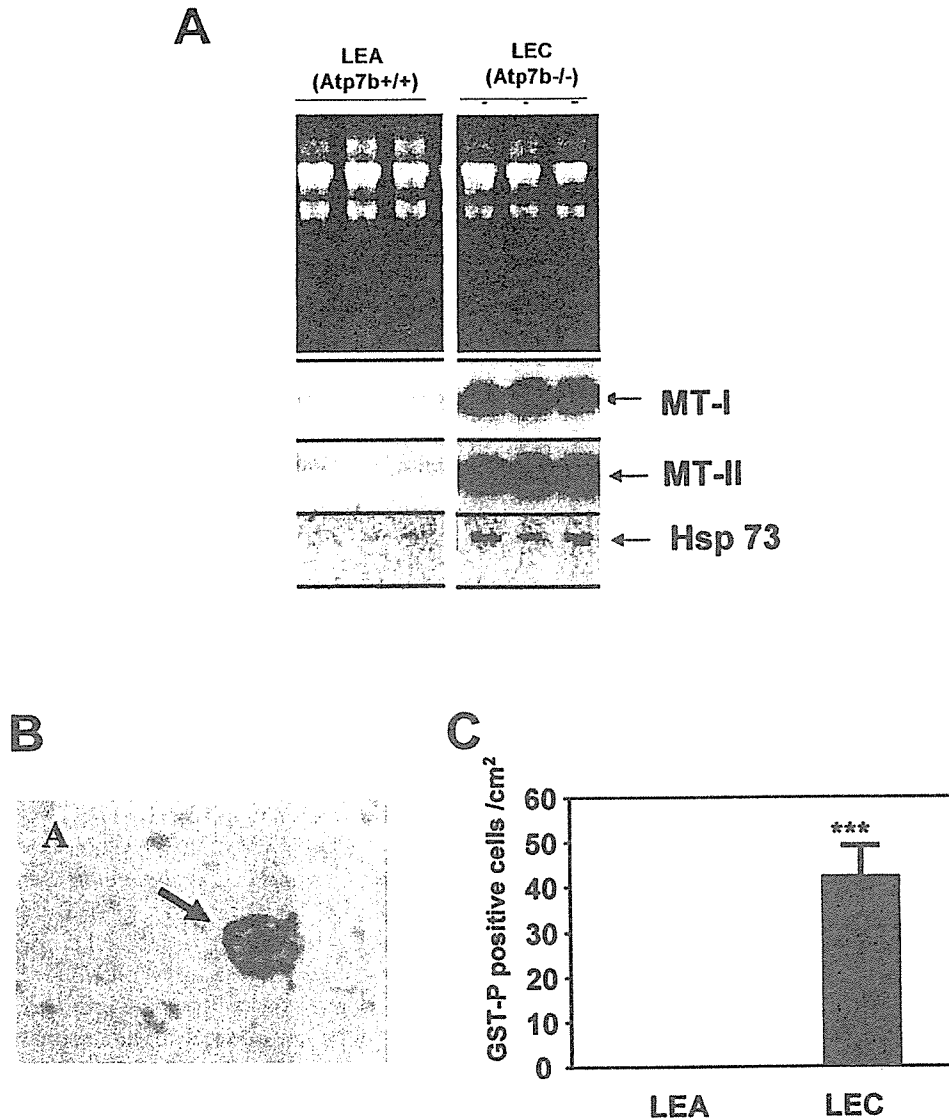 A
LEA
(Atp7b+/+)
LEC
(Atp7b-/-)
- - -
MT-I
MT-II
Hsp 73
B
A
C
GST-P positive cells /cm²
60
50
40
30
20
10
0
***
LEA
LEC